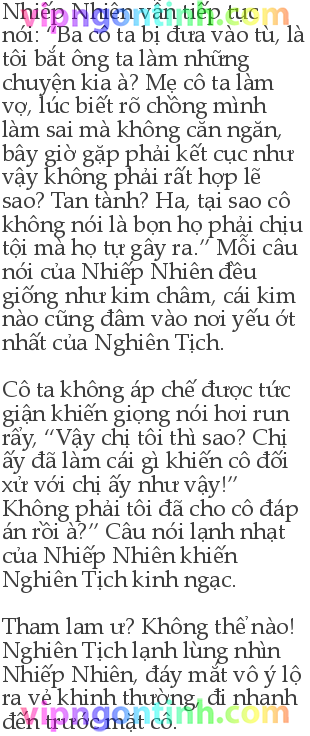 Nhiếp Nhiên vẫn tiếp tục
vipngontinh.com
nói: “Ba cô ta bị đưa vào tù, là
tôi bắt ông ta làm những
chuyện kia à? Mẹ cô ta làm
vợ, lúc biết rõ chồng mình
làm sai mà không căn ngăn,
bây giờ gặp phải kết cục như
vậy không phải rất hợp lẽ
sao? Tan tành? Ha, tại sao cô
không nói là bọn họ phải chịu
tội mà họ tự gây ra.” Mỗi câu
nói của Nhiếp Nhiên đều
giống như kim châm, cái kim
nào cũng đâm vào nơi yếu ớt
nhất của Nghiên Tịch.
Cô ta không áp chế được tức
giận khiến giọng nói hơi run
rẩy, “Vậy chị tôi thì sao? Chị
ấy đã làm cái gì khiến cô đối
xử với chị ấy như vậy!”
Không phải tôi đã cho cô đáp
án rồi à?” Câu nói lạnh nhạt
của Nhiếp Nhiên khiến
Nghiên Tịch kinh ngạc.
Tham lam ư? Không thể nào!
Nghiên Tịch lạnh lùng nhìn
Nhiếp Nhiên, đáy mắt vô ý lộ
ra vẻ khinh thường, đi nhanh
vipngontinh.com
đến trước mặt cô.